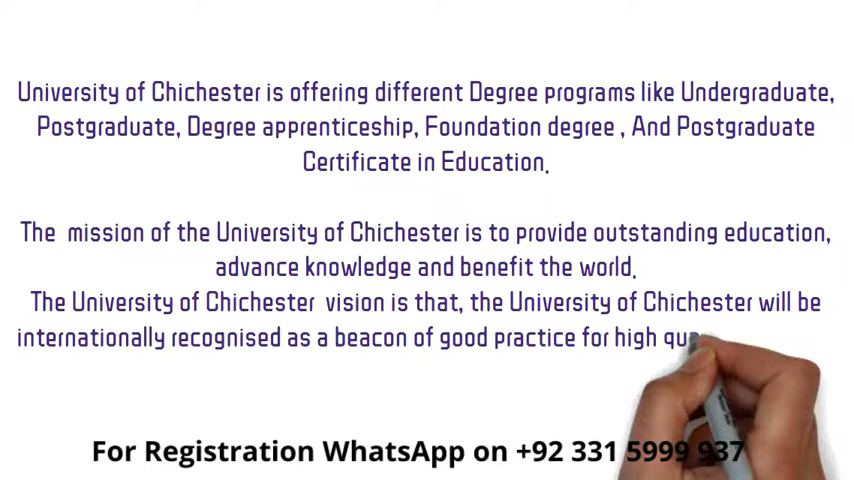 University of Chichester is offering different Degree programs like Undergraduate,
Postgraduate, Degree apprenticeship, Foundation degree , And Postgraduate
Certificate in Education.
The mission of the University of Chichester is to provide outstanding education,
advance knowledge and benefit the world.
The University of Chichester vision is that, the University of Chichester will be
internationally recognised as a beacon of good practice for high
For Registration WhatsApp on +92 331 5999 937